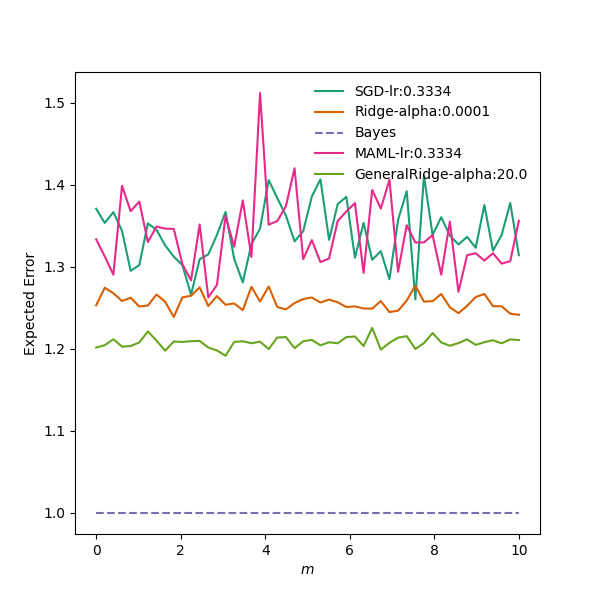 SGD-lr:0.3334
Ridge-alpha:0.0001
Bayes
MAML-lr:0.3334
GeneralRidge-alpha:20.0
Expected Error
1.5
1.4
1.3
1.2
1.1
1.0
0 2 4 6 8 10
m